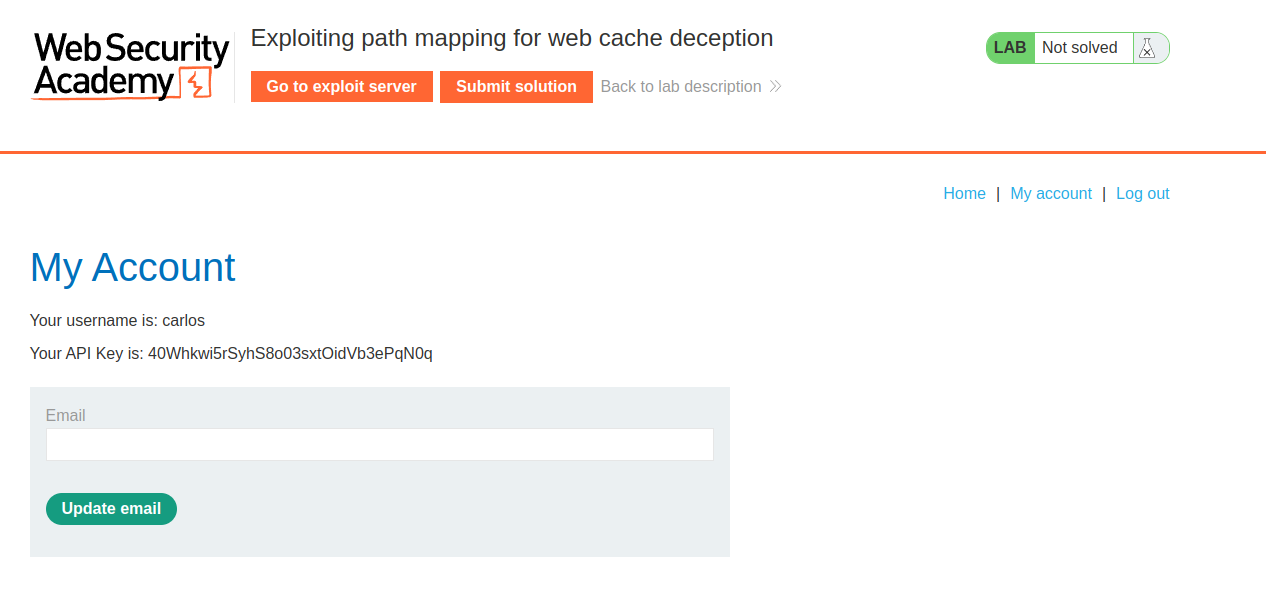 Web Security
Academy
Exploiting path mapping for web cache deception
Go to exploit server
Submit solution
Back to lab description
LAB
Not solved
Home | My account | Log out
My Account
Your username is: carlos
Your API Key is: 40Whkwi5rSyhS8o03sxtOidVb3ePqN0q
Email
Update email